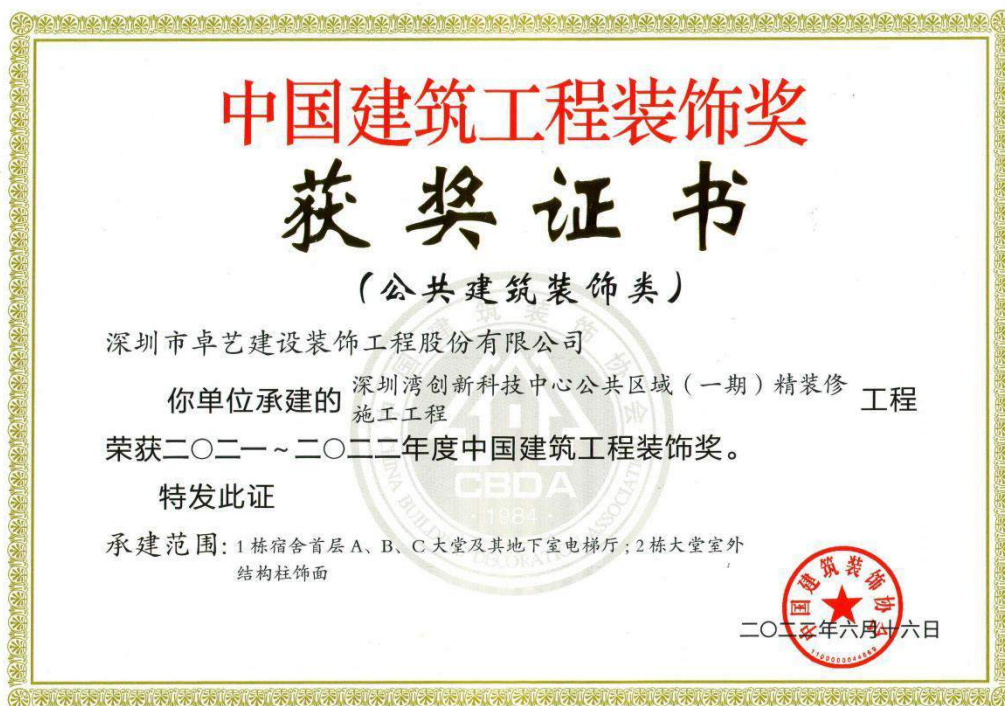 中国建筑工程装饰奖
获奖证书
(公共建筑装饰类)
深圳市卓艺建设装饰工程股份有限公司
你单位承建的 深圳湾创新科技中心公共区域(一期)精装修 工程
施工工程
荣获二〇二一~二〇二二年度中国建筑工程装饰奖。
特发此证
承建范围: 1栋宿舍首层A、B、C大堂及其地下室电梯厅; 2栋大堂室外
结构柱饰面
中国建筑装饰协会
CBDA
·1984·
CHINA BUILDING DECORATION ASSOCIATION
中国建筑装饰协会
二〇二三年六月十六日